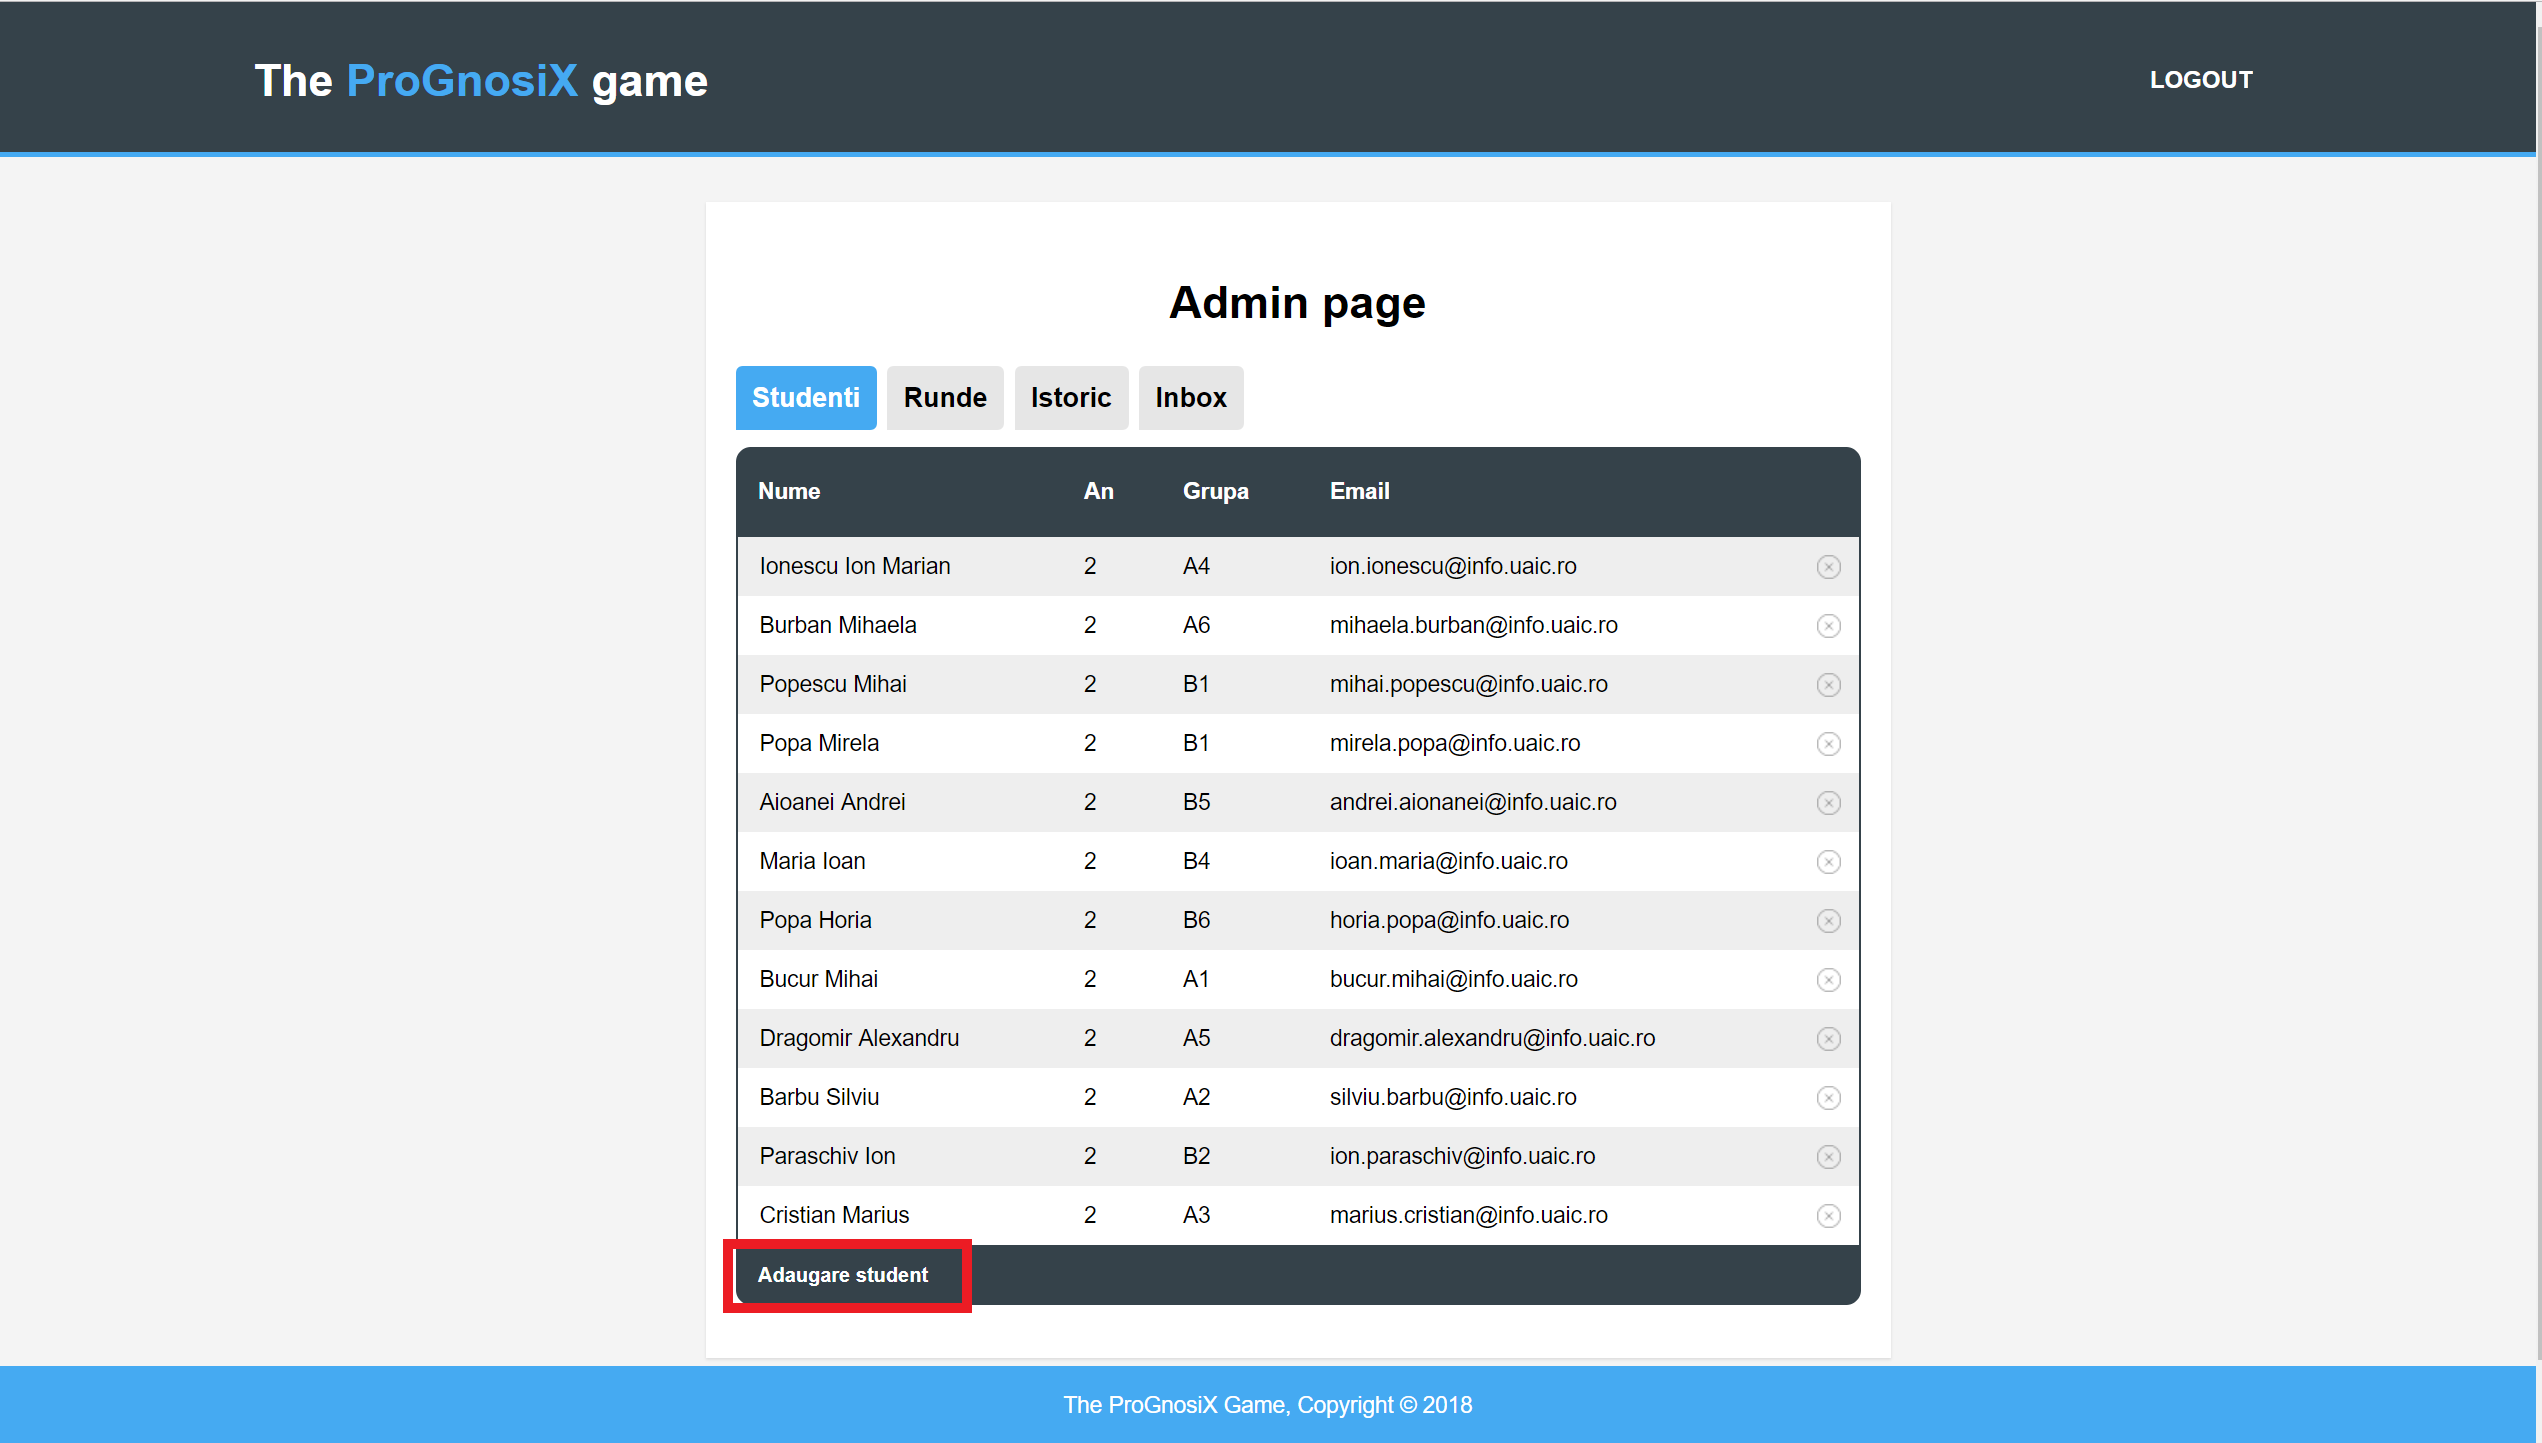 The ProGnosiX game
LOGOUT
Admin page
Studenti Runde Istoric Inbox
Nume An Grupa Email
Ionescu Ion Marian 2 A4 ion.ionescu@info.uaic.ro
Burban Mihaela 2 A6 mihaela.burban@info.uaic.ro
Popescu Mihai 2 B1 mihai.popescu@info.uaic.ro
Popa Mirela 2 B1 mirela.popa@info.uaic.ro
Aioanei Andrei 2 B5 andrei.aionanei@info.uaic.ro
Maria Ioan 2 B4 ioan.maria@info.uaic.ro
Popa Horia 2 B6 horia.popa@info.uaic.ro
Bucur Mihai 2 A1 bucur.mihai@info.uaic.ro
Dragomir Alexandru 2 A5 dragomir.alexandru@info.uaic.ro
Barbu Silviu 2 A2 silviu.barbu@info.uaic.ro
Paraschiv Ion 2 B2 ion.paraschiv@info.uaic.ro
Cristian Marius 2 A3 marius.cristian@info.uaic.ro
Adaugare student
The ProGnosiX Game, Copyright © 2018